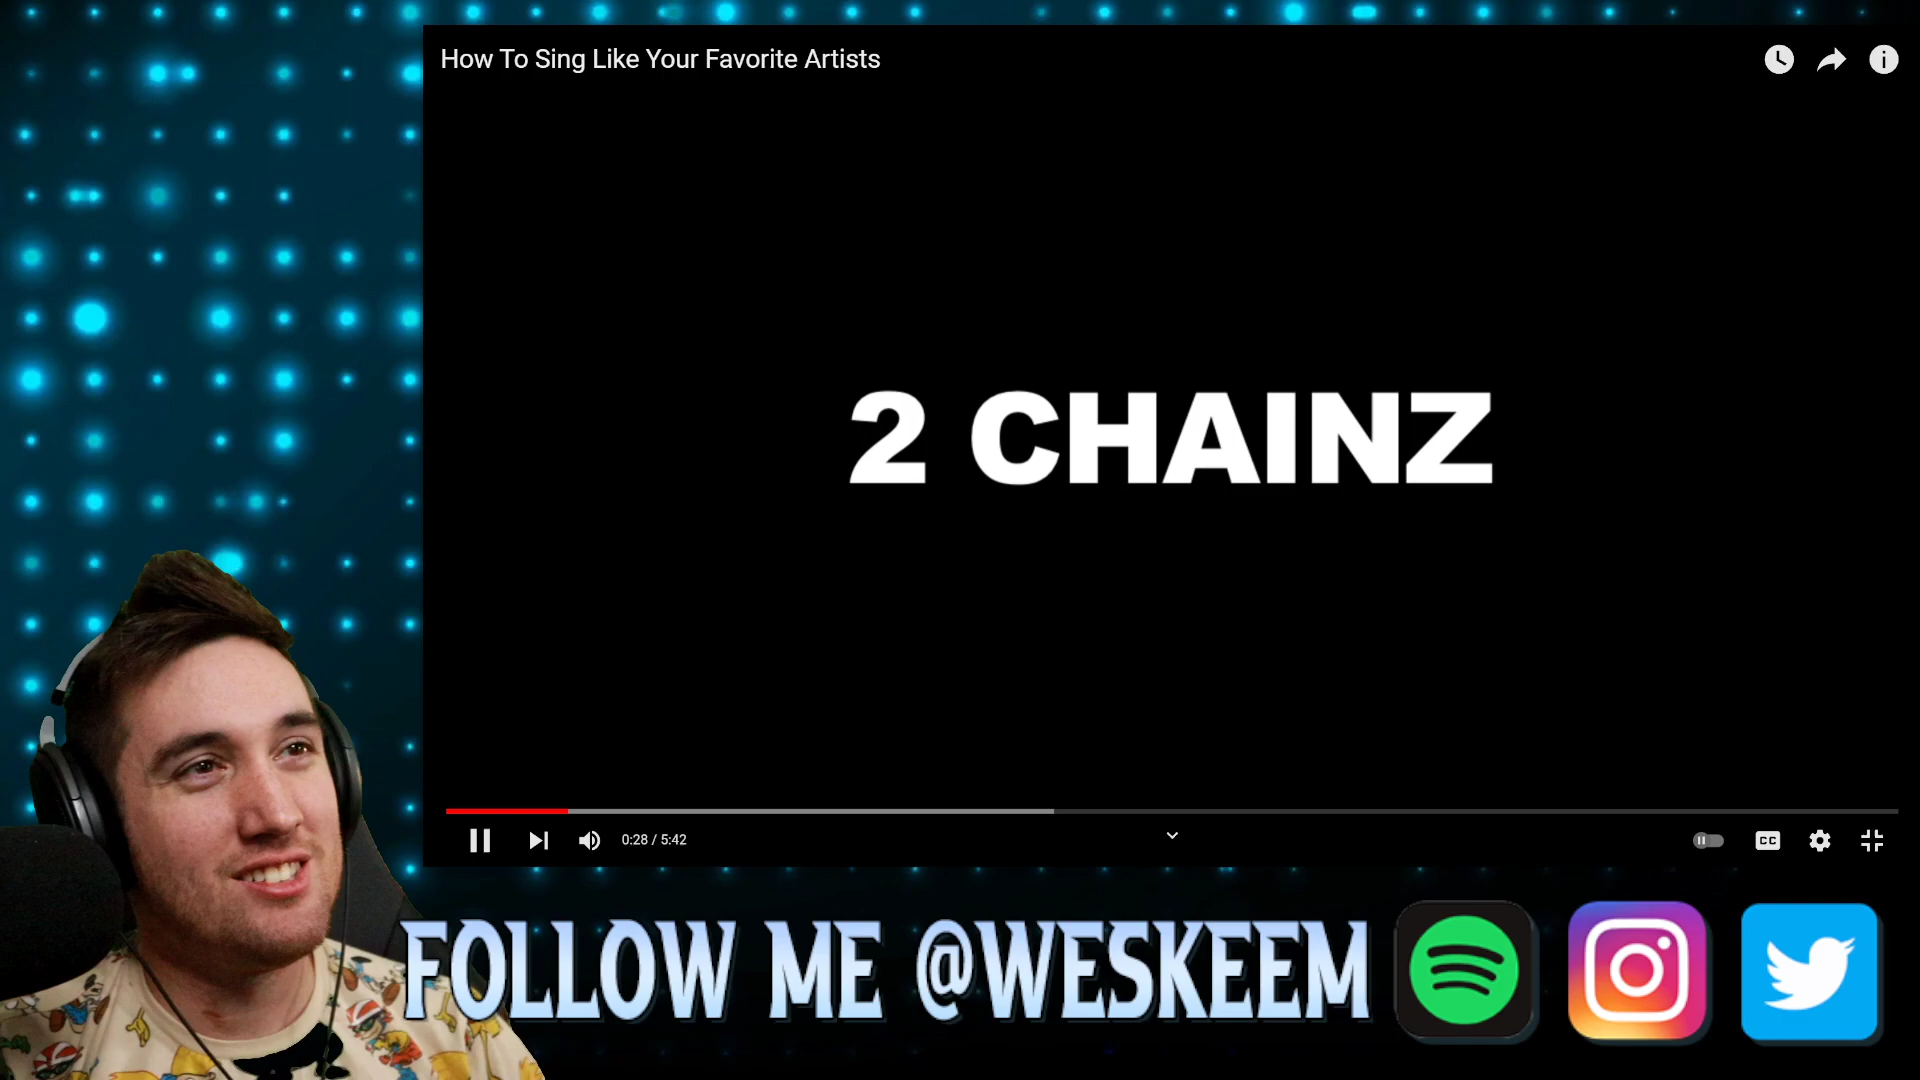 How To Sing Like Your Favorite Artists
2 CHAINZ
0:28 / 5:42
CC
FOLLOW ME @WESKEEM